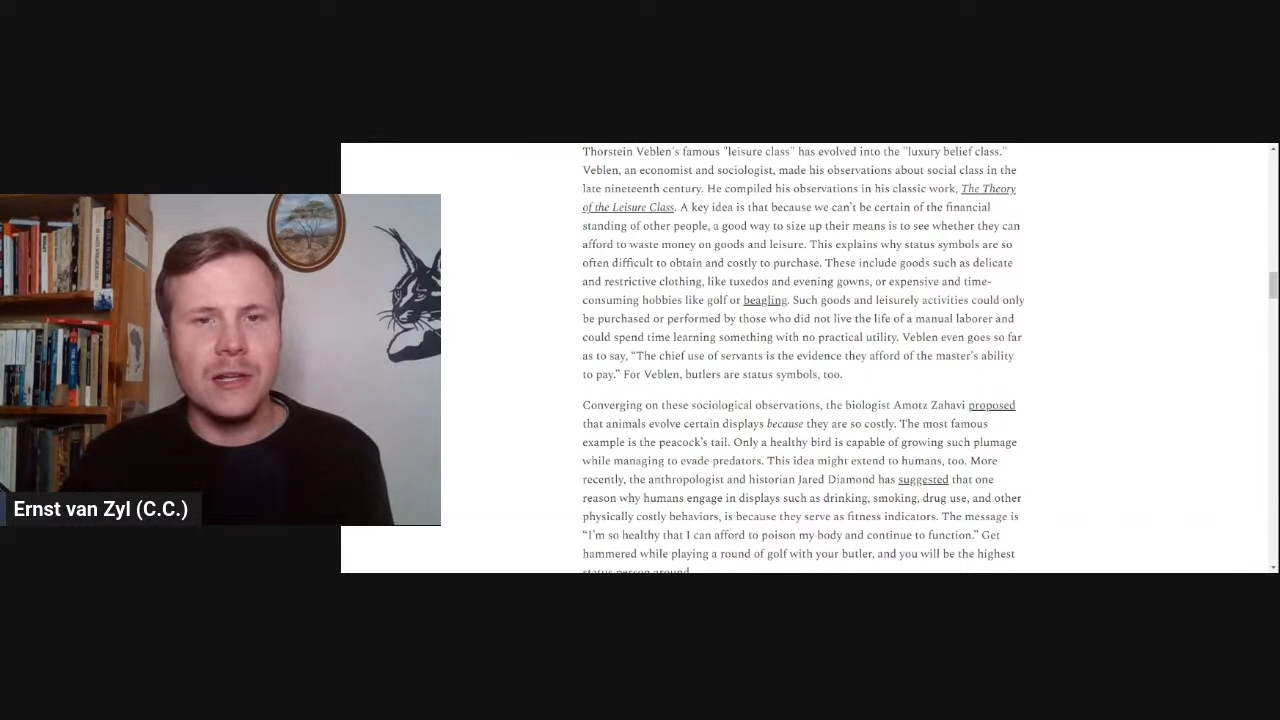 Thorstein Veblen's famous "leisure class" has evolved into the "luxury belief class."
Veblen, an economist and sociologist, made his observations about social class in the
late nineteenth century. He compiled his observations in his classic work, The Theory
of the Leisure Class. A key idea is that because we can't be certain of the financial
standing of other people, a good way to size up their means is to see whether they can
afford to waste money on goods and leisure. This explains why status symbols are so
often difficult to obtain and costly to purchase. These include goods such as delicate
and restrictive clothing, like tuxedos and evening gowns, or expensive and time-
consuming hobbies like golf or beagling. Such goods and leisurely activities could only
be purchased or performed by those who did not live the life of a manual laborer and
could spend time learning something with no practical utility. Veblen even goes so far
as to say, “The chief use of servants is the evidence they afford of the master's ability
to pay.” For Veblen, butlers are status symbols, too.
Converging on these sociological observations, the biologist Amotz Zahavi proposed
that animals evolve certain displays because they are so costly. The most famous
example is the peacock's tail. Only a healthy bird is capable of growing such plumage
while managing to evade predators. This idea might extend to humans, too. More
recently, the anthropologist and historian Jared Diamond has suggested that one
reason why humans engage in displays such as drinking, smoking, drug use, and other
physically costly behaviors, is because they serve as fitness indicators. The message is
“I'm so healthy that I can afford to poison my body and continue to function.” Get
hammered while playing a round of golf with your butler, and you will be the highest
status person around.
Ernst van Zyl (C.C.)